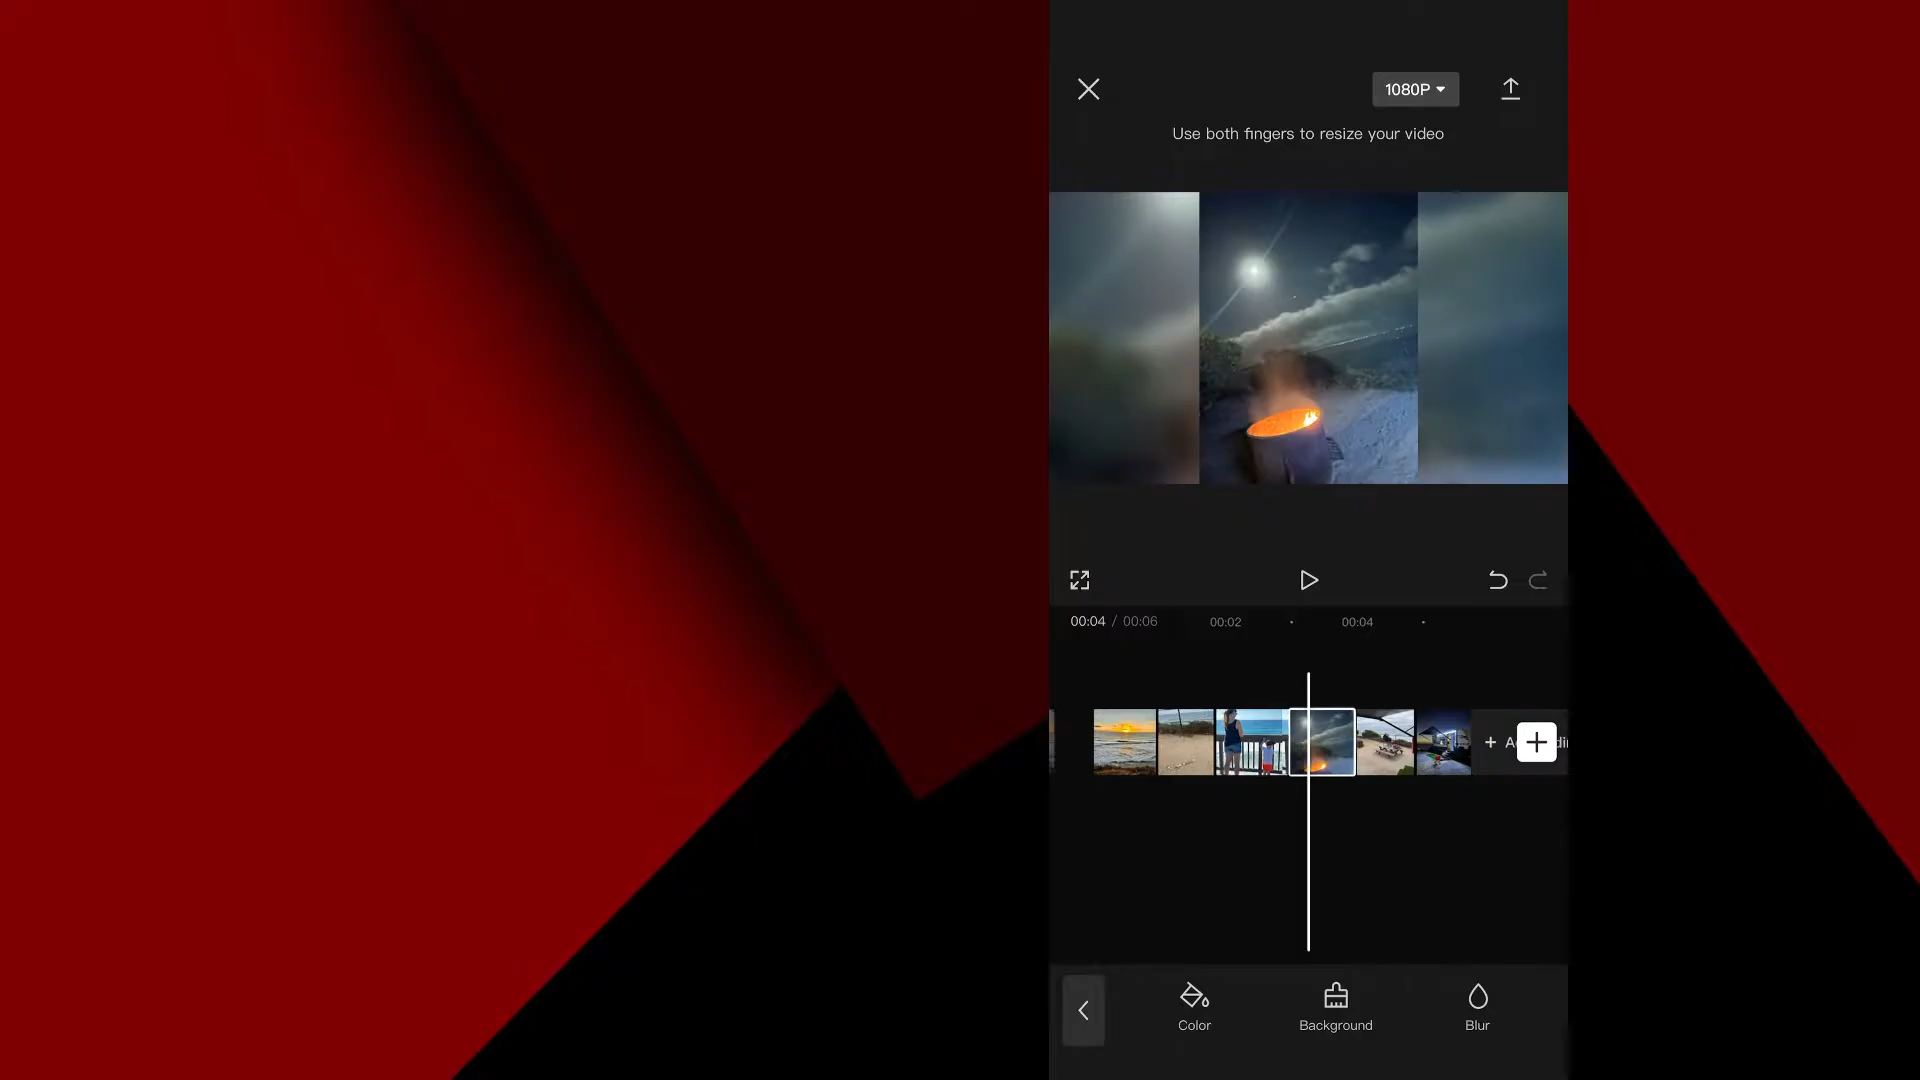 1080P
Use both fingers to resize your video
00:04 / 00:06
00:02
00:04
Color
Background
Blur